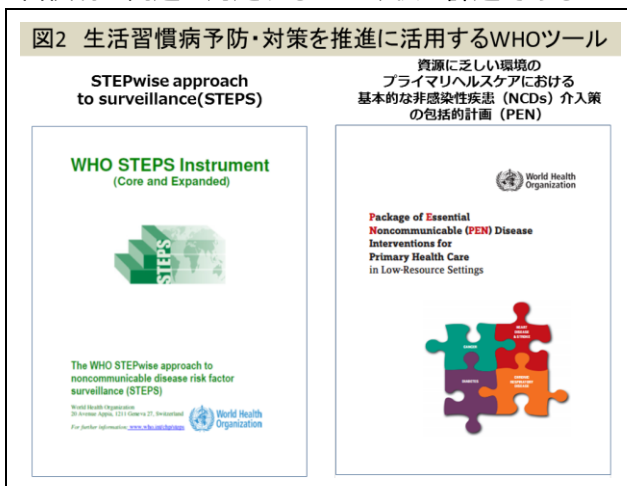 図2 生活習慣病予防・対策を推進に活用するWHOツール
STEPwise approach
to surveillance(STEPS)
資源に乏しい環境の
プライマリヘルスケアにおける
基本的な非感染性疾患（NCDs）介入策
の包括的計画（PEN）
WHO STEPS Instrument
(Core and Expanded)
STEPS
The WHO STEPwise approach to
noncommunicable disease risk factor
surveillance (STEPS)
World Health Organization
20 Avenue Appia, 1211 Geneva 27, Switzerland
For further information: www.who.int/chp/steps
World Health
Organization
World Health
Organization
Package of Essential
Noncommunicable (PEN) Disease
Interventions for
Primary Health Care
in Low-Resource Settings
HEART
DISEASE
& STROKE
CANCER
DIABETES
CHRONIC
RESPIRATORY
DISEASE